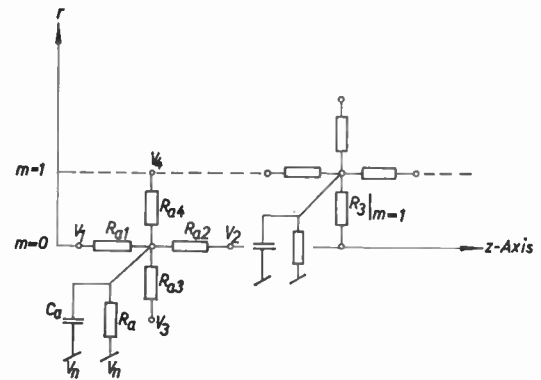 r
m=1
V4
Ra4
R3|m=1
m=0
V1
Ra1
Ra2
V2
z-Axis
Ra3
Ca
Ra
V3
Vn
Vn